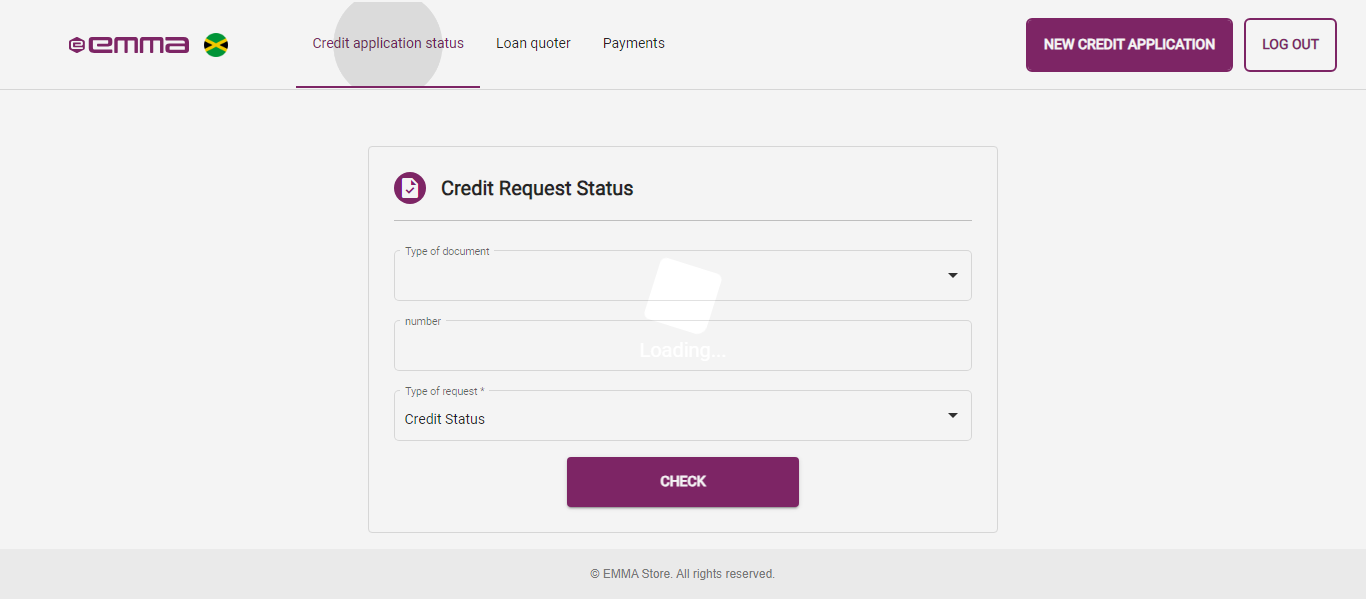 emma
Credit application status
Loan quoter
Payments
NEW CREDIT APPLICATION
LOG OUT
Credit Request Status
Type of document
number
Loading...
Type of request *
Credit Status
CHECK
© EMMA Store. All rights reserved.